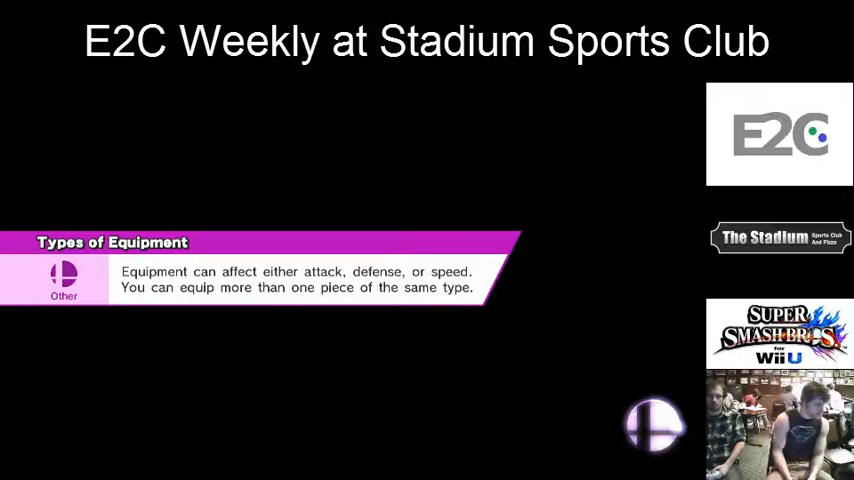 E2C Weekly at Stadium Sports Club
E2C
The Stadium
Sports Club
And Pizza
Types of Equipment
Other
Equipment can affect either attack, defense, or speed.
You can equip more than one piece of the same type.
SUPER
SMASH BROS.
for
Wii U